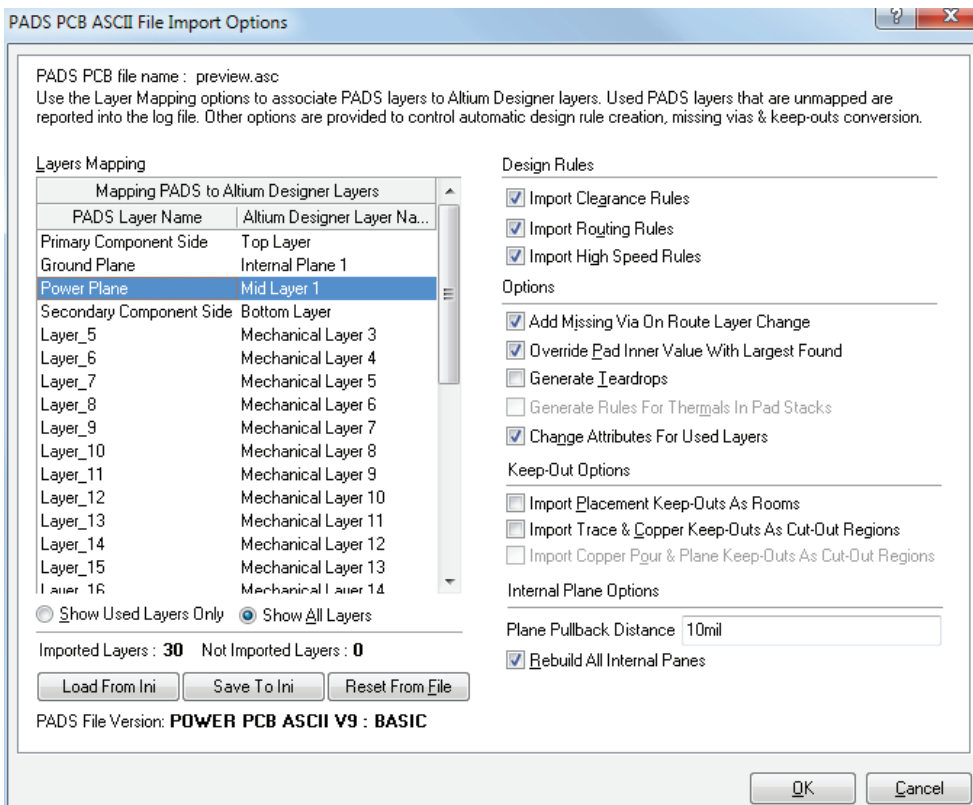 PADS PCB ASCII File Import Options
PADS PCB file name : preview.asc
Use the Layer Mapping options to associate PADS layers to Altium Designer layers. Used PADS layers that are unmapped are
reported into the log file. Other options are provided to control automatic design rule creation, missing vias & keep-outs conversion.
Layers Mapping
Mapping PADS to Altium Designer Layers
PADS Layer Name Altium Designer Layer Na...
Primary Component Side Top Layer
Ground Plane Internal Plane 1
Power Plane Mid Layer 1
Secondary Component Side Bottom Layer
Layer_5 Mechanical Layer 3
Layer_6 Mechanical Layer 4
Layer_7 Mechanical Layer 5
Layer_8 Mechanical Layer 6
Layer_9 Mechanical Layer 7
Layer_10 Mechanical Layer 8
Layer_11 Mechanical Layer 9
Layer_12 Mechanical Layer 10
Layer_13 Mechanical Layer 11
Layer_14 Mechanical Layer 12
Layer_15 Mechanical Layer 13
Layer_16 Mechanical Layer 14
Show Used Layers Only Show All Layers
Imported Layers : 30 Not Imported Layers : 0
Load From Ini Save To Ini Reset From File
PADS File Version: POWER PCB ASCII V9 : BASIC
Design Rules
Import Clearance Rules
Import Routing Rules
Import High Speed Rules
Options
Add Missing Via On Route Layer Change
Override Pad Inner Value With Largest Found
Generate Teardrops
Generate Rules For Thermals In Pad Stacks
Change Attributes For Used Layers
Keep-Out Options
Import Placement Keep-Outs As Rooms
Import Trace & Copper Keep-Outs As Cut-Out Regions
Import Copper Pour & Plane Keep-Outs As Cut-Out Regions
Internal Plane Options
Plane Pullback Distance 10mil
Rebuild All Internal Panes
OK Cancel